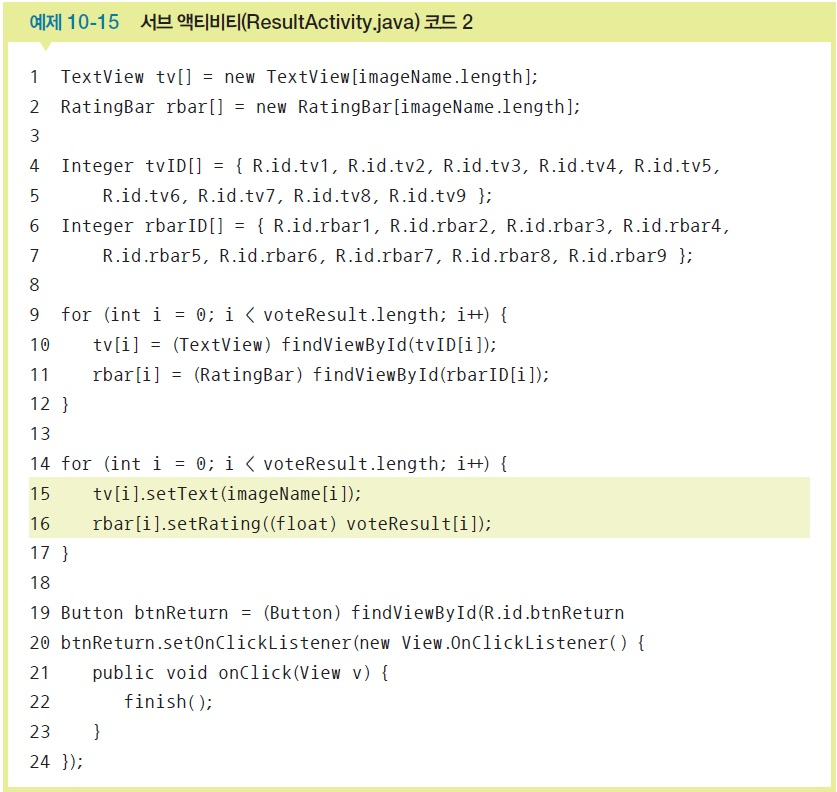 예제 10-15 서브 액티비티(ResultActivity.java) 코드 2
1 TextView tv[] = new TextView[imageName.length];
2 RatingBar rbar[] = new RatingBar[imageName.length];
3
4 Integer tvID[] = { R.id.tv1, R.id.tv2, R.id.tv3, R.id.tv4, R.id.tv5,
5 R.id.tv6, R.id.tv7, R.id.tv8, R.id.tv9 };
6 Integer rbarID[] = { R.id.rbar1, R.id.rbar2, R.id.rbar3, R.id.rbar4,
7 R.id.rbar5, R.id.rbar6, R.id.rbar7, R.id.rbar8, R.id.rbar9 };
8
9 for (int i = 0; i < voteResult.length; i++) {
10 tv[i] = (TextView) findViewById(tvID[i]);
11 rbar[i] = (RatingBar) findViewById(rbarID[i]);
12 }
13
14 for (int i = 0; i < voteResult.length; i++) {
15 tv[i].setText(imageName[i]);
16 rbar[i].setRating((float) voteResult[i]);
17 }
18
19 Button btnReturn = (Button) findViewById(R.id.btnReturn
20 btnReturn.setOnClickListener(new View.OnClickListener() {
21 public void onClick(View v) {
22 finish();
23 }
24 });